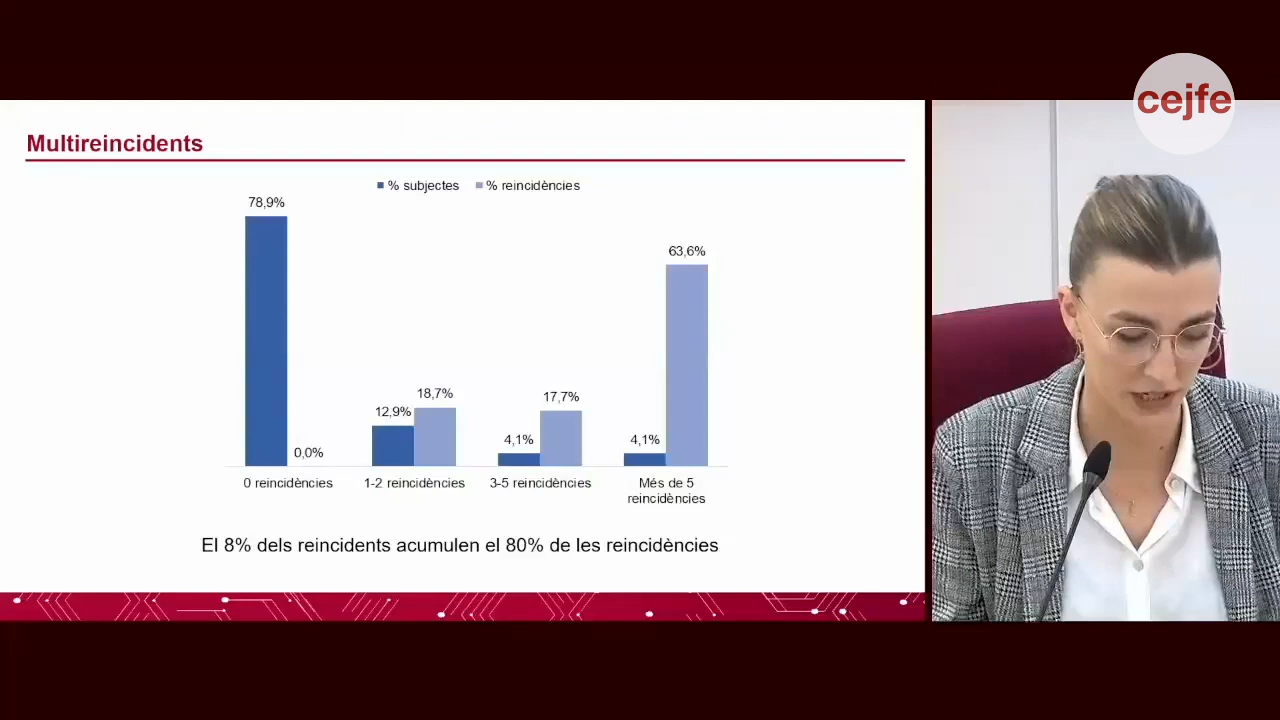 cejfe
Multireincidents
% subjectes % reincidències
78,9%
0,0%
12,9%
18,7%
4,1%
17,7%
4,1%
63,6%
0 reincidències
1-2 reincidències
3-5 reincidències
Més de 5
reincidències
El 8% dels reincidents acumulen el 80% de les reincidències